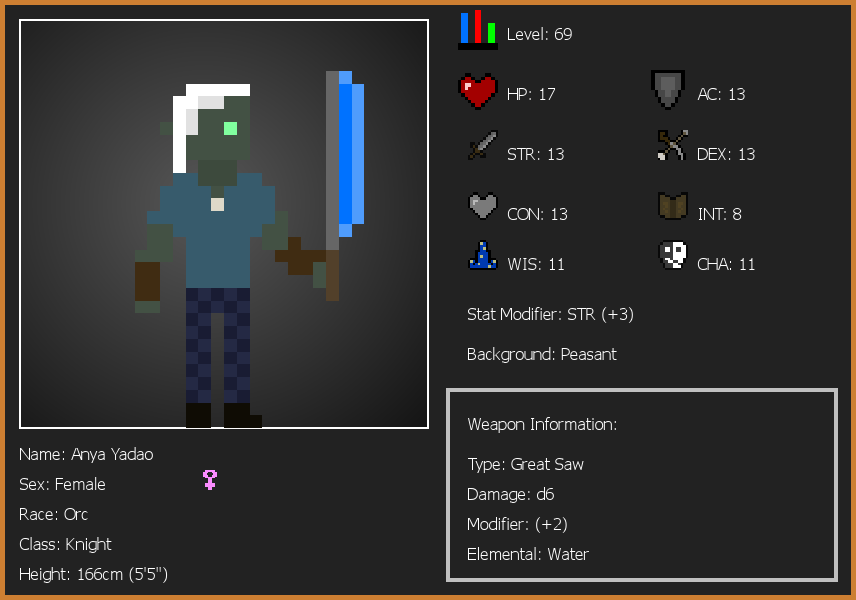 Level: 69
HP: 17
AC: 13
STR: 13
DEX: 13
CON: 13
INT: 8
WIS: 11
CHA: 11
Stat Modifier: STR (+3)
Background: Peasant
Weapon Information:
Type: Great Saw
Damage: d6
Modifier: (+2)
Elemental: Water
Name: Anya Yadao
Sex: Female
Race: Orc
Class: Knight
Height: 166cm (5'5")